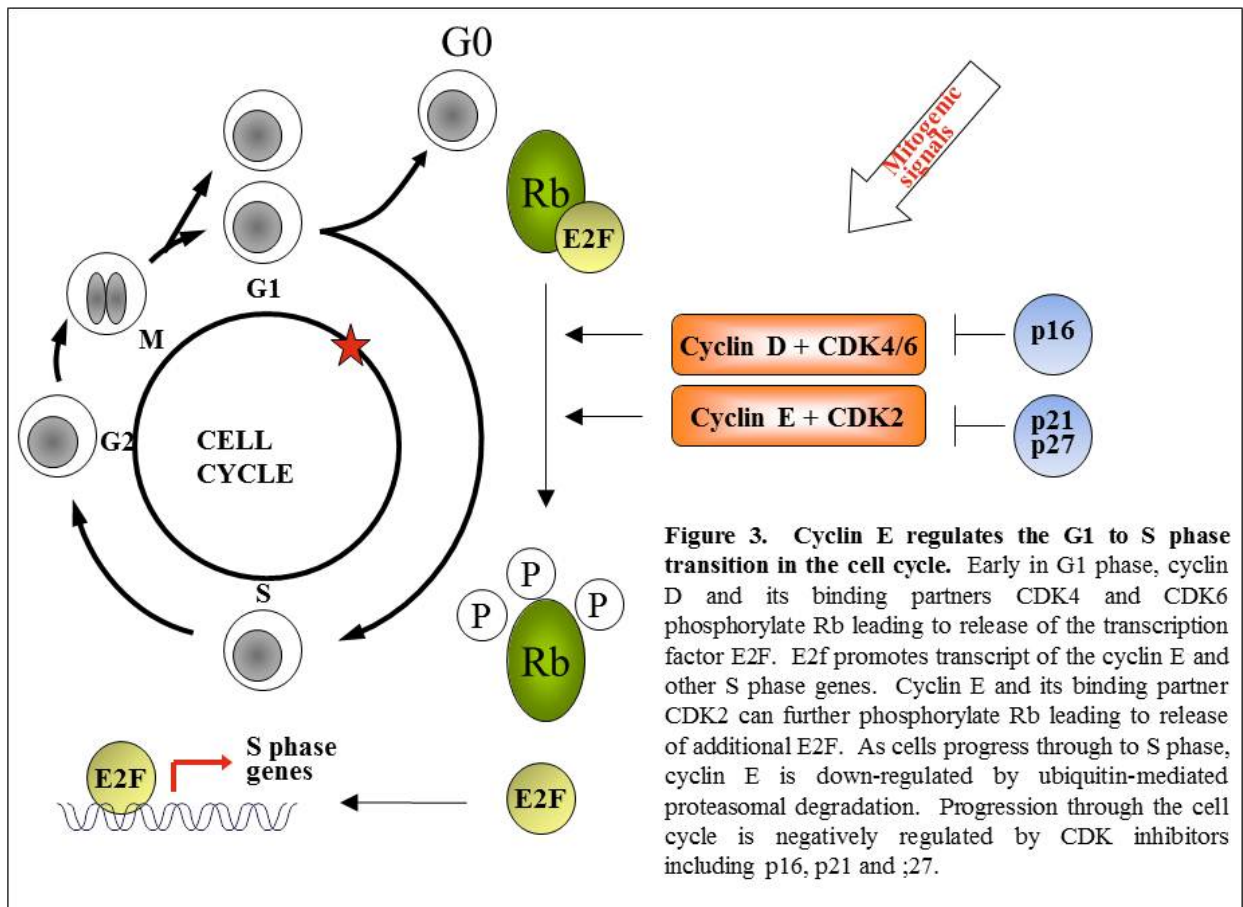 G0
Mitogenic
signals
Rb
E2F
G1
M
Cyclin D + CDK4/6
p16
Cyclin E + CDK2
p21
p27
G2
CELL
CYCLE
S
P
P
P
Rb
S phase
genes
E2F
E2F
Figure 3. Cyclin E regulates the G1 to S phase
transition in the cell cycle. Early in G1 phase, cyclin
D and its binding partners CDK4 and CDK6
phosphorylate Rb leading to release of the transcription
factor E2F. E2f promotes transcript of the cyclin E and
other S phase genes. Cyclin E and its binding partner
CDK2 can further phosphorylate Rb leading to release
of additional E2F. As cells progress through to S phase,
cyclin E is down-regulated by ubiquitin-mediated
proteasomal degradation. Progression through the cell
cycle is negatively regulated by CDK inhibitors
including p16, p21 and ;27.